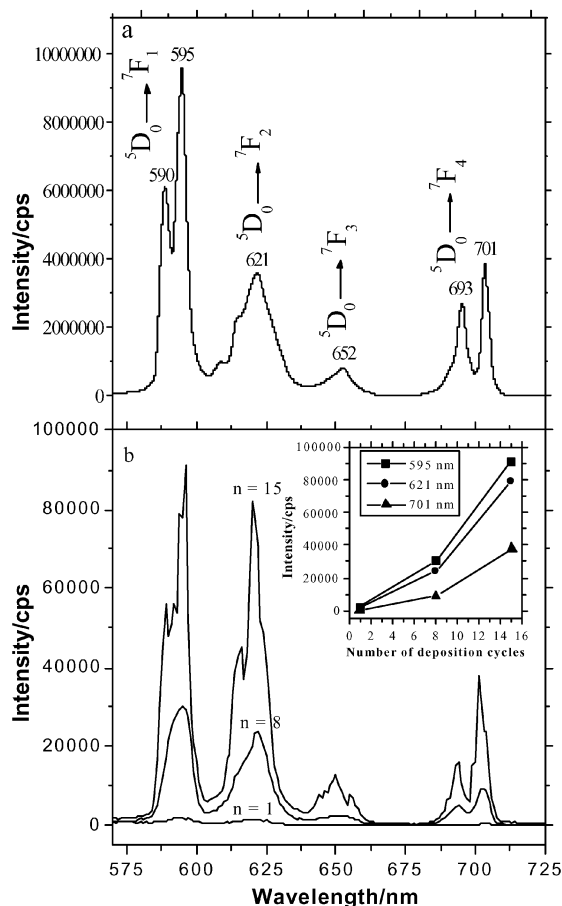 a
⁷F₁
⁵D₀
590
595
⁷F₂
⁵D₀
621
⁷F₃
⁵D₀
652
⁷F₄
⁵D₀
693
701
Intensity/cps
10000000
8000000
6000000
4000000
2000000
0
b
Intensity/cps
100000
80000
60000
40000
20000
0
n = 15
n = 8
n = 1
575 600 625 650 675 700 725
Wavelength/nm
Intensity/cps
100000
80000
60000
40000
20000
0
595 nm
621 nm
701 nm
0 2 4 6 8 10 12 14 16
Number of deposition cycles